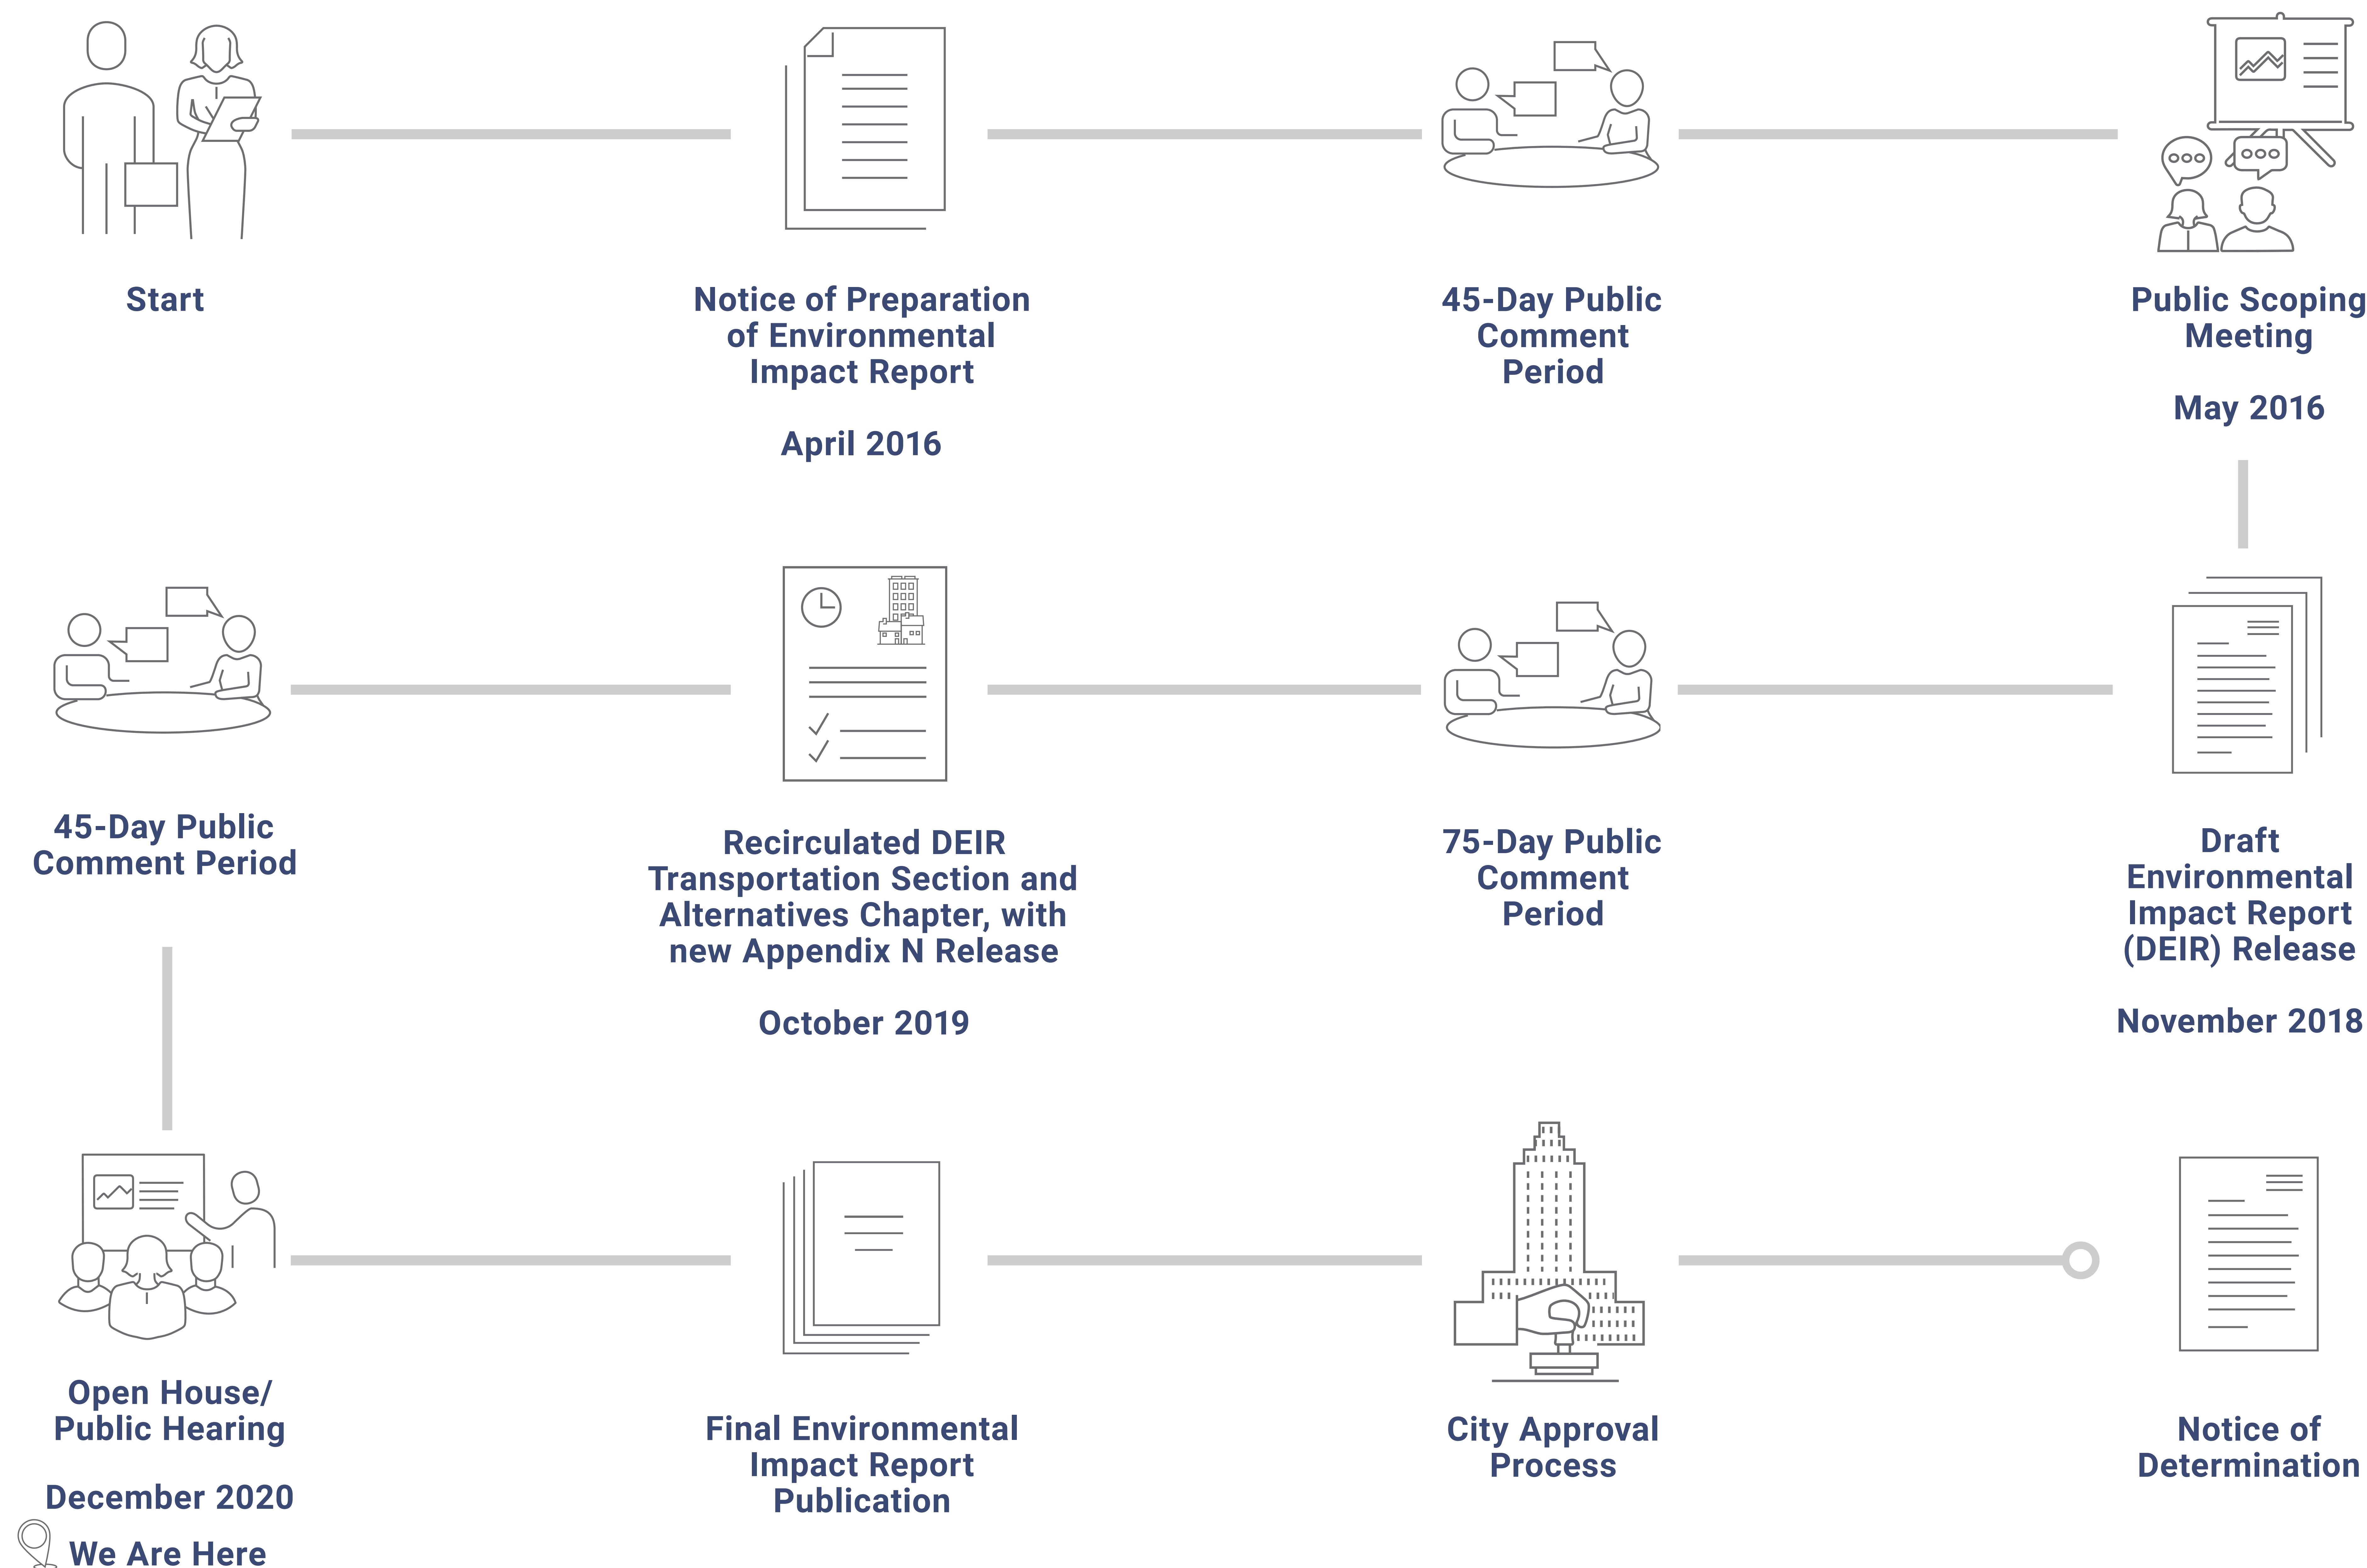 Start
Notice of Preparation
of Environmental
Impact Report
April 2016
45-Day Public
Comment
Period
Public Scoping
Meeting
May 2016
Draft
Environmental
Impact Report
(DEIR) Release
November 2018
75-Day Public
Comment
Period
Recirculated DEIR
Transportation Section and
Alternatives Chapter, with
new Appendix N Release
October 2019
45-Day Public
Comment Period
Open House/
Public Hearing
December 2020
We Are Here
Final Environmental
Impact Report
Publication
City Approval
Process
Notice of
Determination